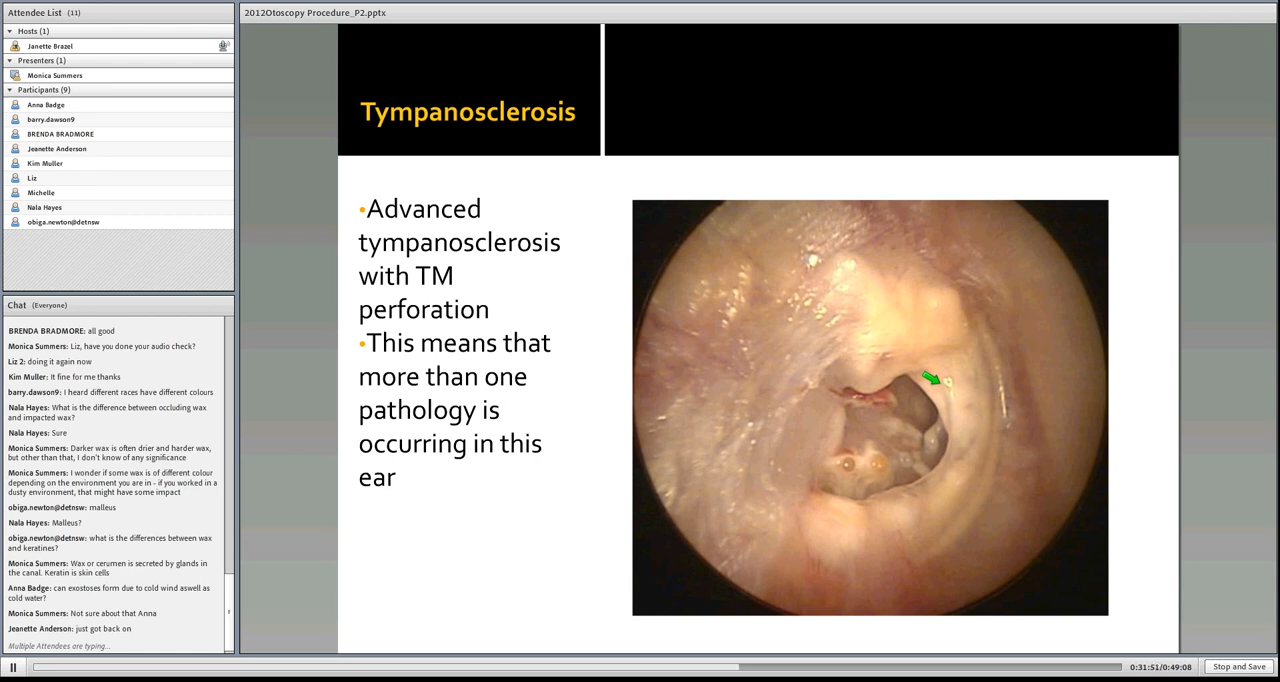 Attendee List (11)
Hosts (1)
Janette Brazel
Presenters (1)
Monica Summers
Participants (9)
Anna Badge
barry.dawson9
BRENDA BRADMORE
Jeanette Anderson
Kim Muller
Liz
Michelle
Nala Hayes
obiga.newton@detnsw
Chat (Everyone)
BRENDA BRADMORE: all good
Monica Summers: Liz, have you done your audio check?
Liz 2: doing it again now
Kim Muller: It fine for me thanks
barry.dawson9: I heard different races have different colours
Nala Hayes: What is the difference between occluding wax
and impacted wax?
Nala Hayes: Sure
Monica Summers: Darker wax is often drier and harder wax,
but other than that, I don't know of any significance
Monica Summers: I wonder if some wax is of different colour
depending on the environment you are in - if you worked in a
dusty environment, that might have some impact
obiga.newton@detnsw: malleus
Nala Hayes: Malleus?
obiga.newton@detnsw: what is the differences between wax
and keratines?
Monica Summers: Wax or cerumen is secreted by glands in
the canal. Keratin is skin cells
Anna Badge: can exostoses form due to cold wind aswell as
cold water?
Monica Summers: Not sure about that Anna
Jeanette Anderson: just got back on
Multiple Attendees are typing...
2012Otoscopy Procedure_P2.pptx
Tympanosclerosis
•Advanced
tympanosclerosis
with TM
perforation
•This means that
more than one
pathology is
occurring in this
ear
0:31:51/0:49:08
Stop and Save